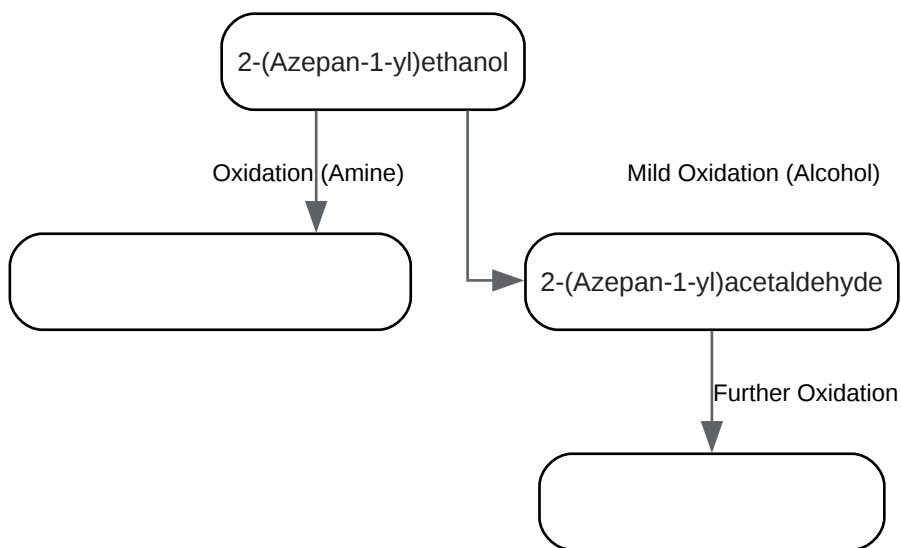 2-(Azepan-1-yl)ethanol
Oxidation (Amine)
Mild Oxidation (Alcohol)
2-(Azepan-1-yl)acetaldehyde
Further Oxidation